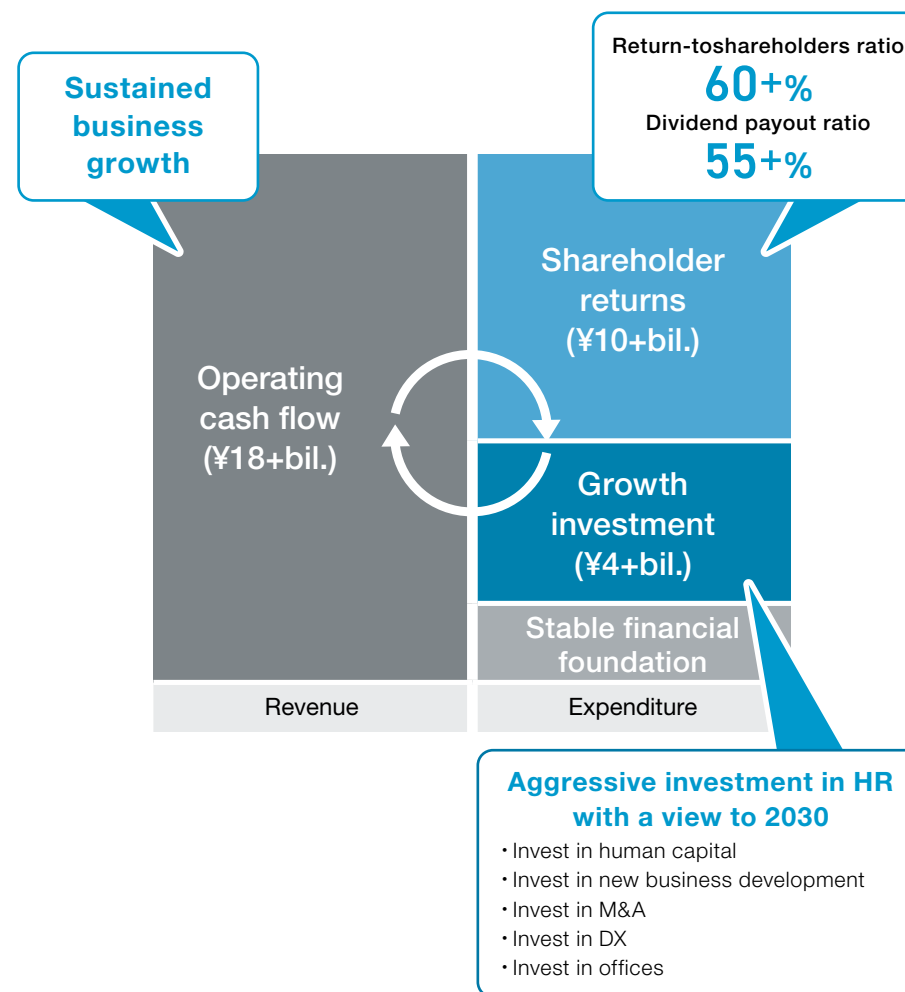 Sustained
business
growth
Return-toshareholders ratio
60+%
Dividend payout ratio
55+%
Operating
cash flow
(¥18+bil.)
Shareholder
returns
(¥10+bil.)
Growth
investment
(¥4+bil.)
Stable financial
foundation
Revenue
Expenditure
Aggressive investment in HR
with a view to 2030
・Invest in human capital
・Invest in new business development
・Invest in M&A
・Invest in DX
・Invest in offices